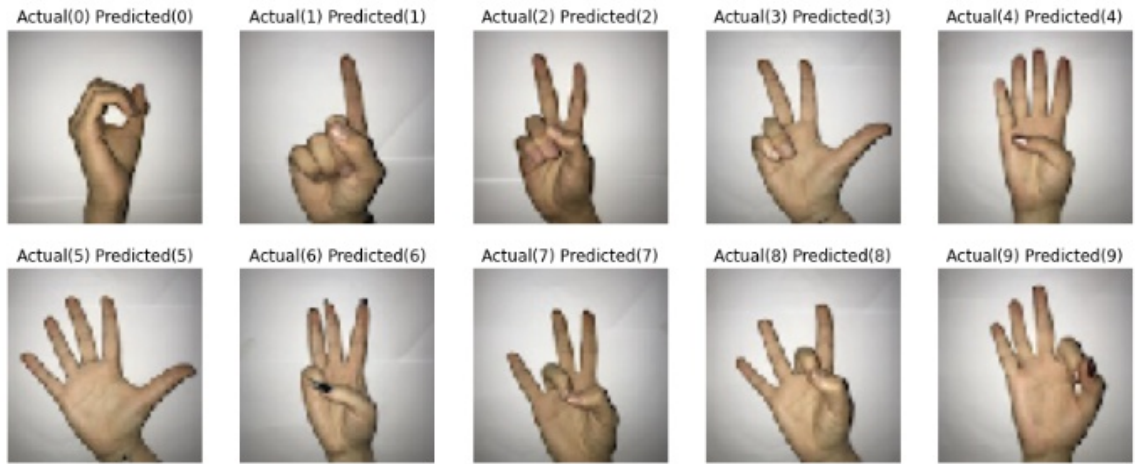 Actual(0) Predicted(0)
Actual(1) Predicted(1)
Actual(2) Predicted(2)
Actual(3) Predicted(3)
Actual(4) Predicted(4)
Actual(5) Predicted(5)
Actual(6) Predicted(6)
Actual(7) Predicted(7)
Actual(8) Predicted(8)
Actual(9) Predicted(9)